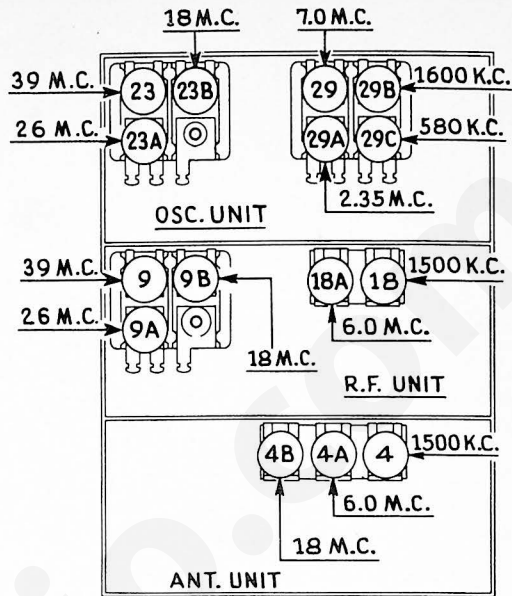 18 M.C. 7.0 M.C.
39 M.C. 23 23B 29 29B 1600 K.C.
26 M.C. 23A 29A 29C 580 K.C.
2.35 M.C.
OSC. UNIT
39 M.C. 9 9B 18A 18 1500 K.C.
26 M.C. 9A 6.0 M.C.
18 M.C. R.F. UNIT
4B 4A 4 1500 K.C.
6.0 M.C.
18 M.C.
ANT. UNIT